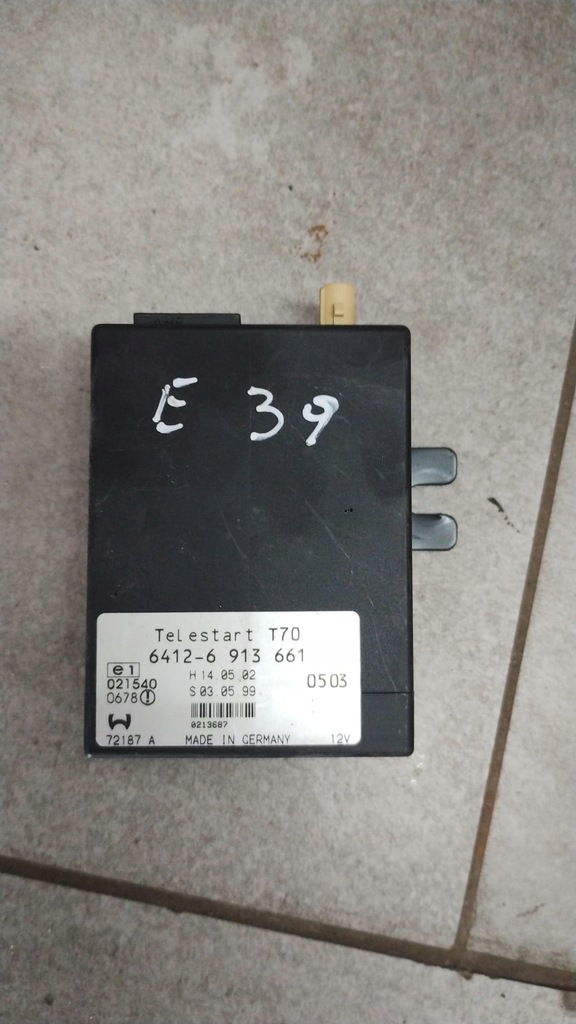 E 39
Telestart T70
6412-6 913 661
e1
H 14 05.02
0503
021540
S 03.05.99
0678
0213687
72187 A MADE IN GERMANY 12V